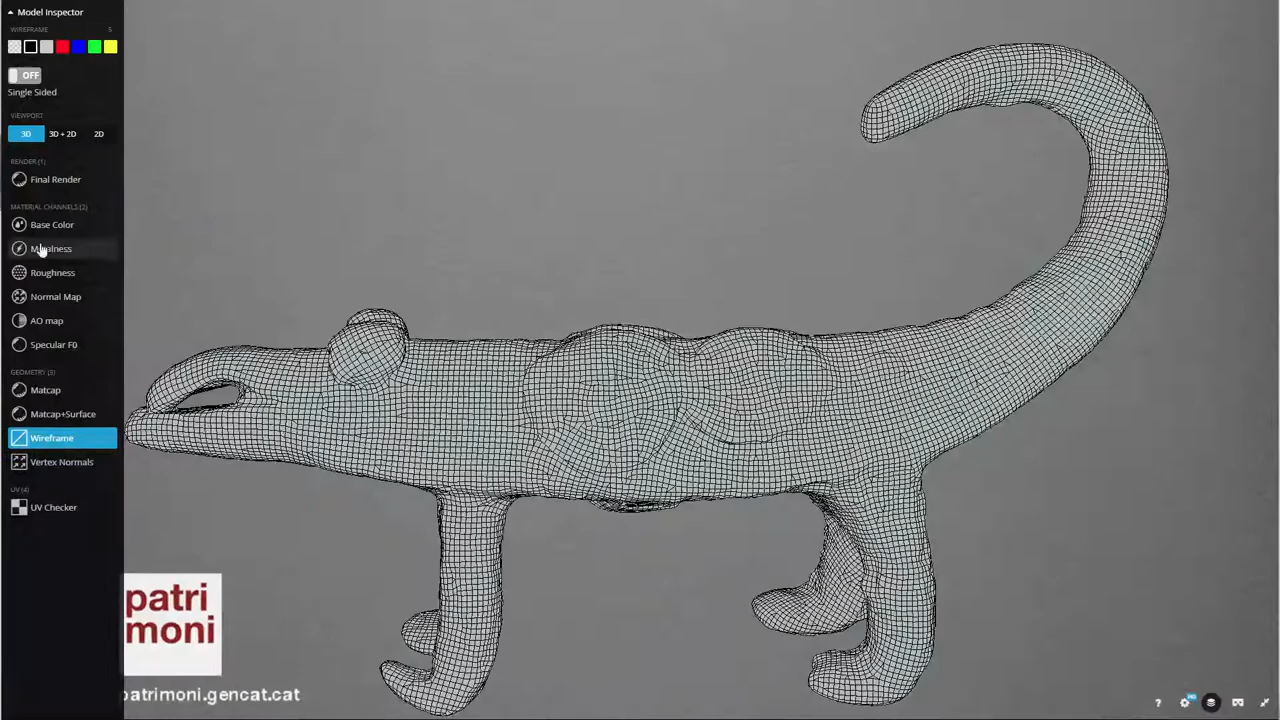 Model Inspector
WIREFRAME 5
OFF
Single Sided
VIEWPORT
3D 3D + 2D 2D
RENDER (1)
Final Render
MATERIAL CHANNELS (2)
Base Color
Roughness
Normal Map
AO map
Specular F0
GEOMETRY (3)
Matcap
Matcap+Surface
Wireframe
Vertex Normals
UV (4)
UV Checker
patri
moni
patrimoni.gencat.cat
?
HD